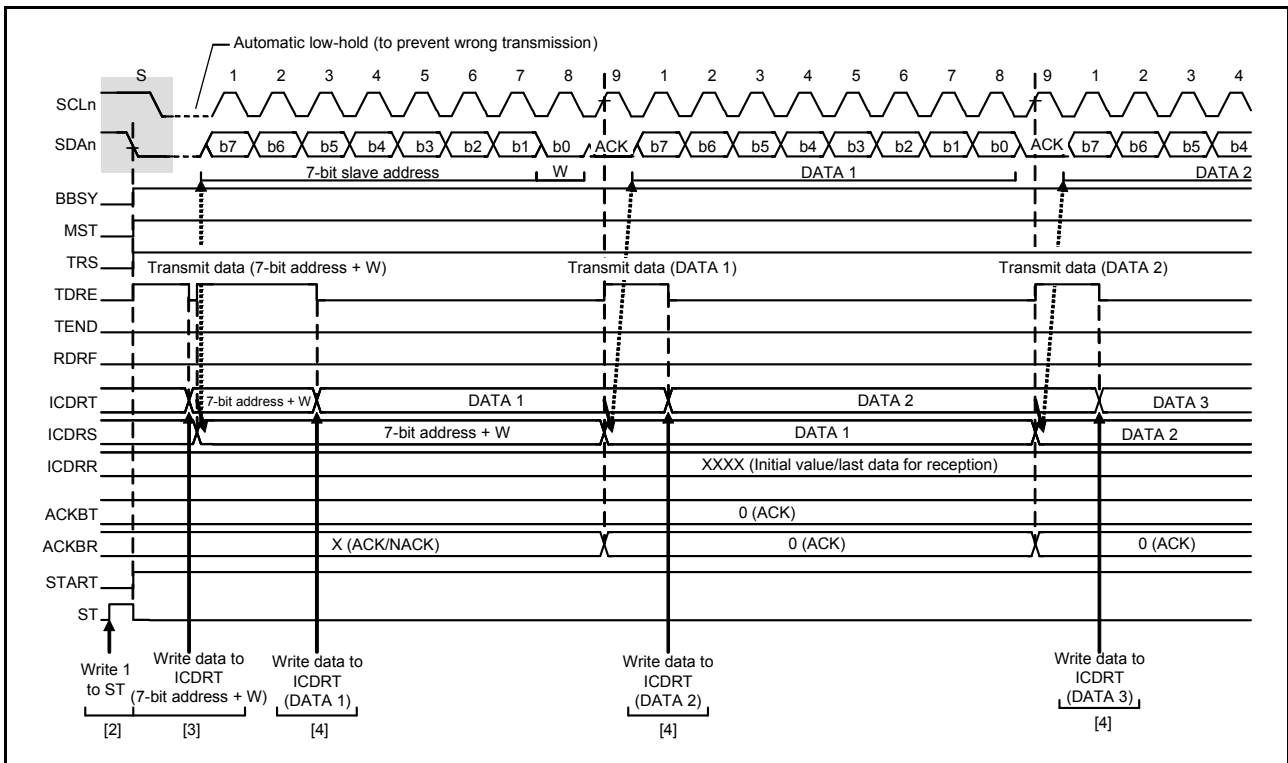 Automatic low-hold (to prevent wrong transmission)
S 1 2 3 4 5 6 7 8 9 1 2 3 4 5 6 7 8 9 1 2 3 4
SCLn
SDAn b7 b6 b5 b4 b3 b2 b1 b0 ACK b7 b6 b5 b4 b3 b2 b1 b0 ACK b7 b6 b5 b4
7-bit slave address W DATA 1 DATA 2
BBSY
MST
TRS
Transmit data (7-bit address + W) Transmit data (DATA 1) Transmit data (DATA 2)
TDRE
TEND
RDRF
ICDRT 7-bit address + W DATA 1 DATA 2 DATA 3
ICDRS 7-bit address + W DATA 1 DATA 2
ICDRR XXXX (Initial value/last data for reception)
ACKBT 0 (ACK)
ACKBR X (ACK/NACK) 0 (ACK) 0 (ACK)
START
ST
Write 1
to ST
[2]
Write data to
ICDRT
(7-bit address + W)
[3]
Write data to
ICDRT
(DATA 1)
[4]
Write data to
ICDRT
(DATA 2)
[4]
Write data to
ICDRT
(DATA 3)
[4]